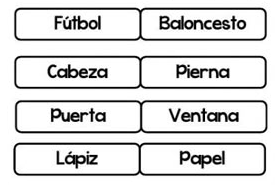 Fútbol Baloncesto
Cabeza Pierna
Puerta Ventana
Lápiz Papel